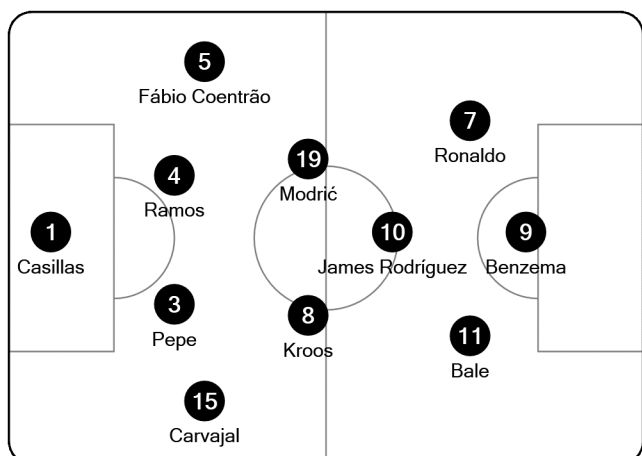 5
Fábio Coentrão
7
Ronaldo
19
Modrić
4
Ramos
1
Casillas
10
James Rodríguez
9
Benzema
3
Pepe
8
Kroos
11
Bale
15
Carvajal